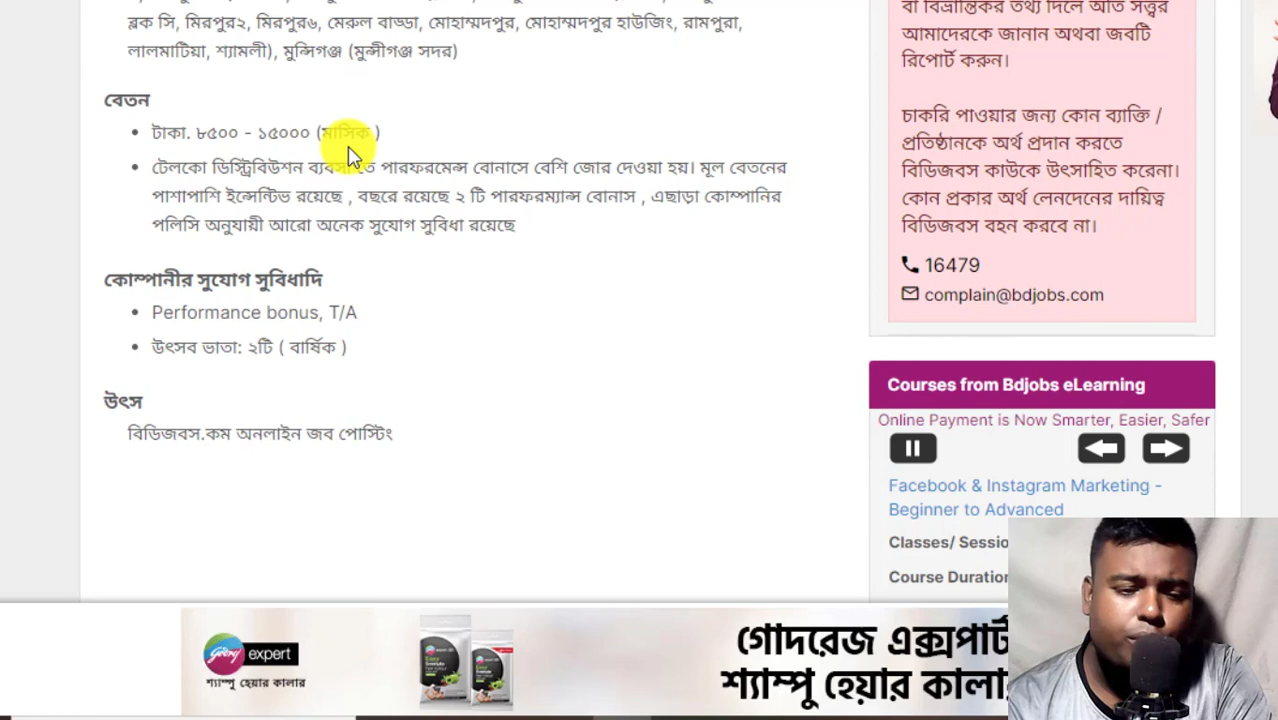 ব্লক সি, মিরপুর২, মিরপুর৬, মেরুল বাড্ডা, মোহাম্মদপুর, মোহাম্মদপুর হাউজিং, রামপুরা,
লালমাটিয়া, শ্যামলী), মুন্সিগঞ্জ (মুন্সীগঞ্জ সদর)
বেতন
টাকা. ৮৫০০ - ১৫০০০ (মাসিক )
টেলকো ডিস্ট্রিবিউশন ব্যবসাতে পারফরমেন্স বোনাসে বেশি জোর দেওয়া হয়। মূল বেতনের
পাশাপাশি ইন্সেন্টিভ রয়েছে , বছরে রয়েছে ২ টি পারফরম্যান্স বোনাস , এছাড়া কোম্পানির
পলিসি অনুযায়ী আরো অনেক সুযোগ সুবিধা রয়েছে
কোম্পানীর সুযোগ সুবিধাদি
Performance bonus, T/A
উৎসব ভাতা: ২টি ( বার্ষিক )
উৎস
বিডিজবস.কম অনলাইন জব পোস্টিং
বা বিভ্রান্তিকর তথ্য দিলে অতি সত্ত্বর
আমাদেরকে জানান অথবা জবটি
রিপোর্ট করুন।
চাকরি পাওয়ার জন্য কোন ব্যাক্তি /
প্রতিষ্ঠানকে অর্থ প্রদান করতে
বিডিজবস কাউকে উৎসাহিত করেনা।
কোন প্রকার অর্থ লেনদেনের দায়িত্ব
বিডিজবস বহন করবে না।
16479
complain@bdjobs.com
Courses from Bdjobs eLearning
Online Payment is Now Smarter, Easier, Safer
Facebook & Instagram Marketing -
Beginner to Advanced
Classes/ Sessio
Course Duration
Godrej expert
শ্যাম্পু হেয়ার কালার
গোদরেজ এক্সপার্ট
শ্যাম্পু হেয়ার কালা